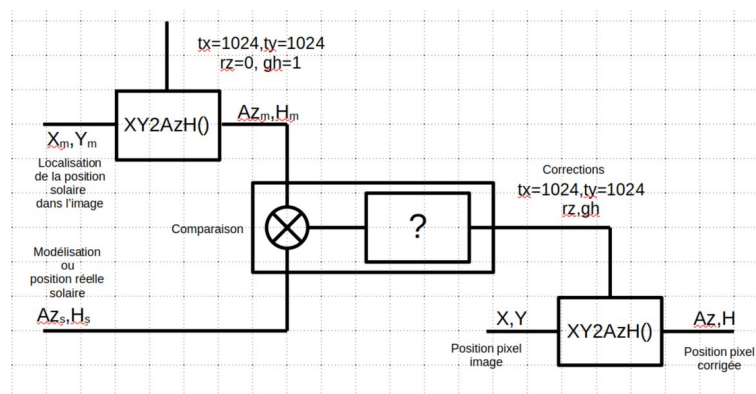 tx=1024,ty=1024
rz=0, gh=1
XY2AzH()
Azm,Hm
Xm,Ym
Localisation
de la position
solaire
dans l'image
Corrections
tx=1024,ty=1024
rz,gh
Comparaison
?
Modélisation
ou
position réelle
solaire
Azs,Hs
X,Y
XY2AzH()
Az,H
Position pixel
image
Position pixel
corrigée